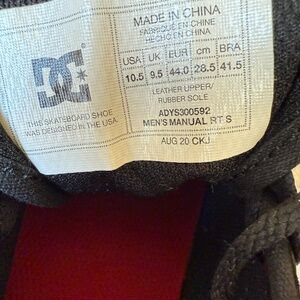 MADE IN CHINA
FABRIQUE EN CHINE
HECHO EN CHINA
USA UK EUR cm BRA
10.5 9.5 44.0 28.5 41.5
LEATHER UPPER/
RUBBER SOLE
ADYS300592
MEN'S MANUAL RT S
AUG 20 CKJ
DC
THIS SKATEBOARD SHOE
WAS DESIGNED IN THE USA.